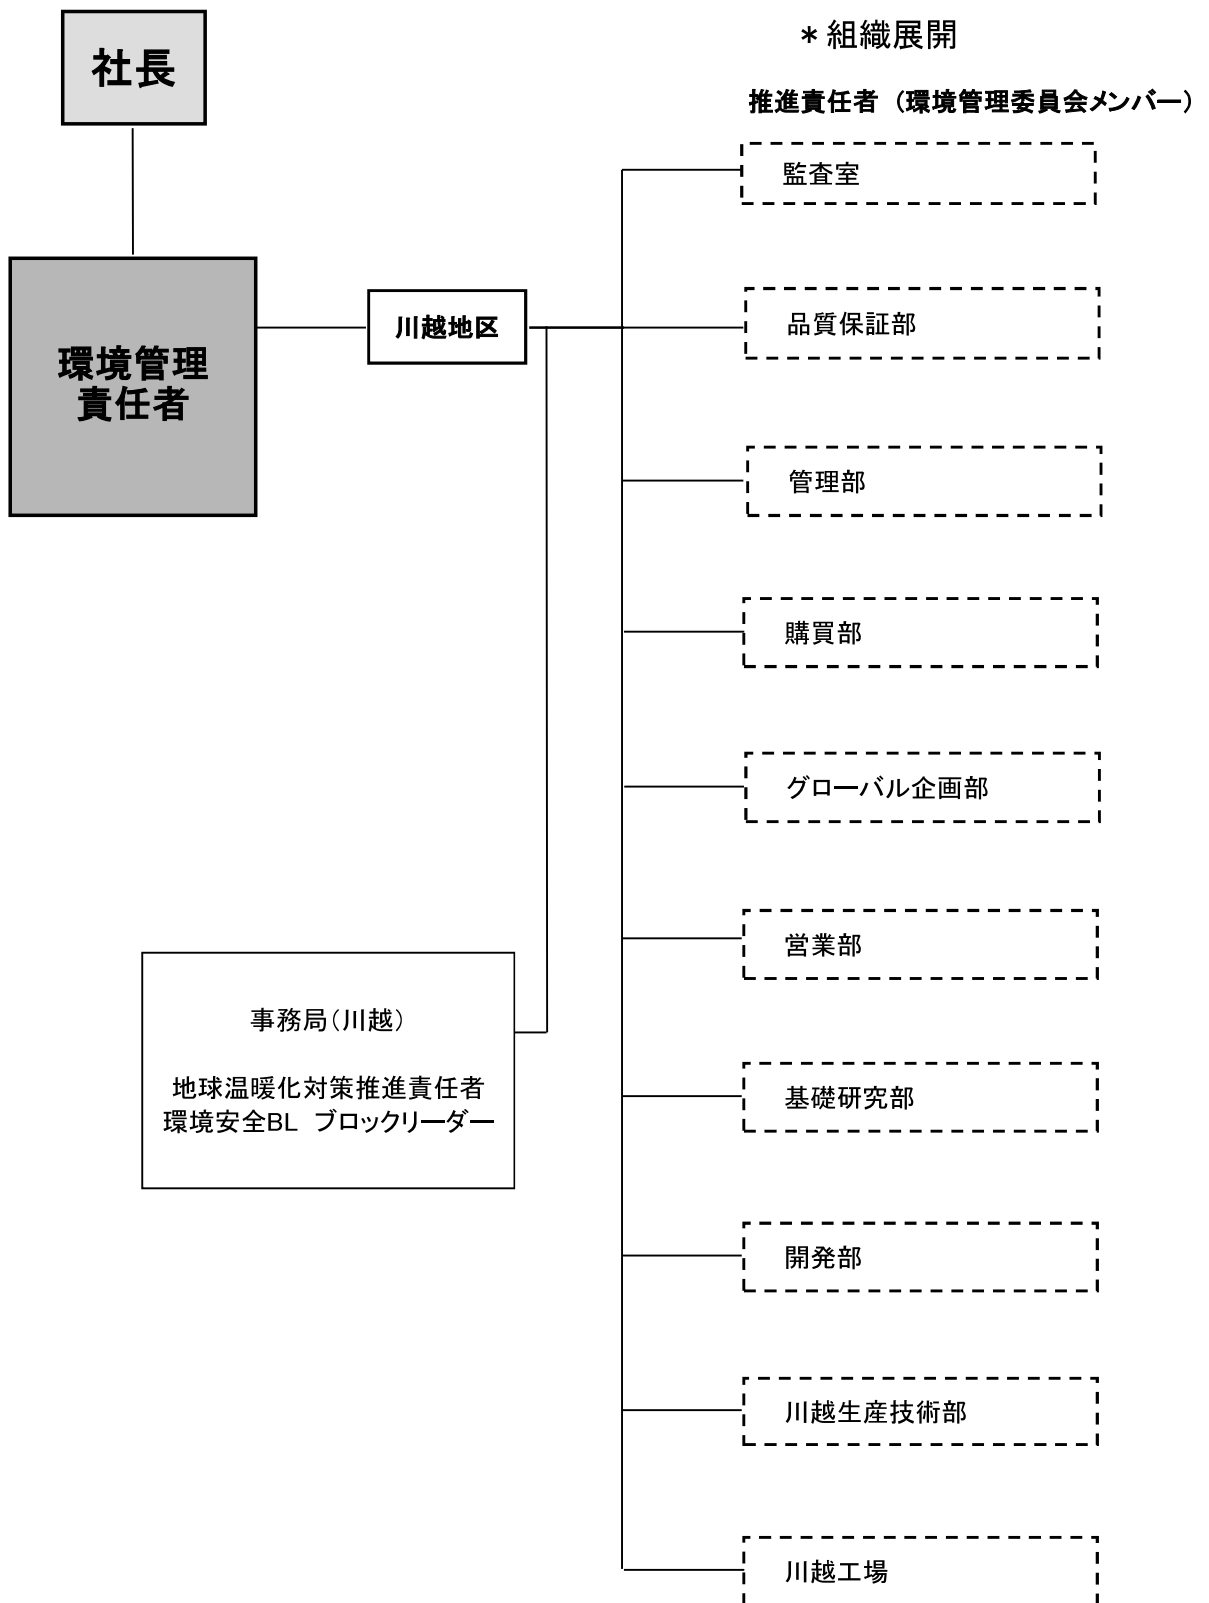 社長
＊組織展開
推進責任者（環境管理委員会メンバー）
監査室
環境管理
責任者
川越地区
品質保証部
管理部
購買部
グローバル企画部
営業部
事務局（川越）
地球温暖化対策推進責任者
環境安全BL　ブロックリーダー
基礎研究部
開発部
川越生産技術部
川越工場